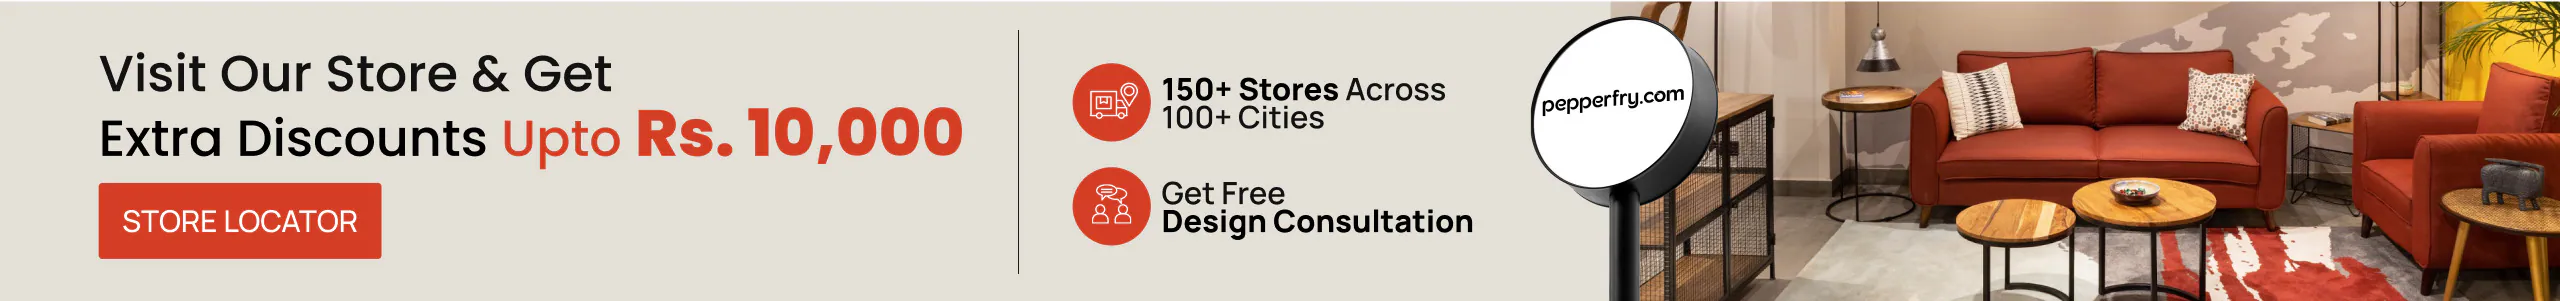 Visit Our Store & Get
Extra Discounts Upto Rs. 10,000
STORE LOCATOR
150+ Stores Across
100+ Cities
Get Free
Design Consultation
pepperfry.com